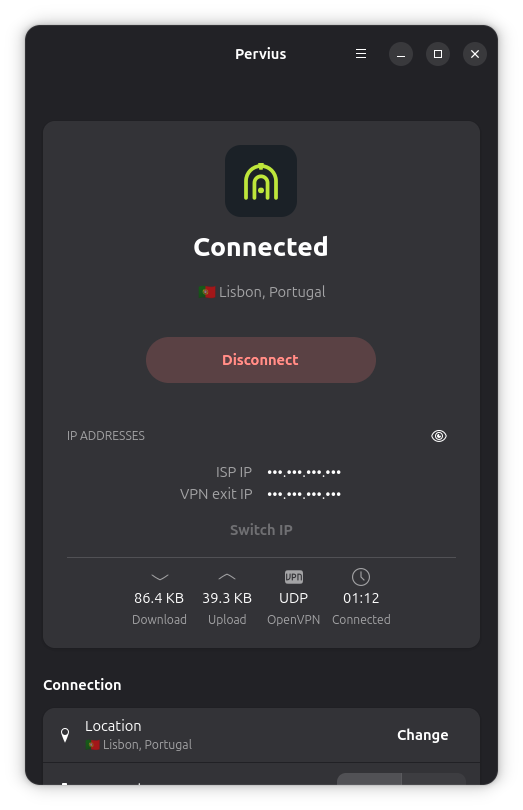 Pervius
Connected
Lisbon, Portugal
Disconnect
IP ADDRESSES
ISP IP •••.•••.•••.•••
VPN exit IP •••.•••.•••.•••
Switch IP
VPN
86.4 KB 39.3 KB UDP 01:12
Download Upload OpenVPN Connected
Connection
Location
Lisbon, Portugal
Change